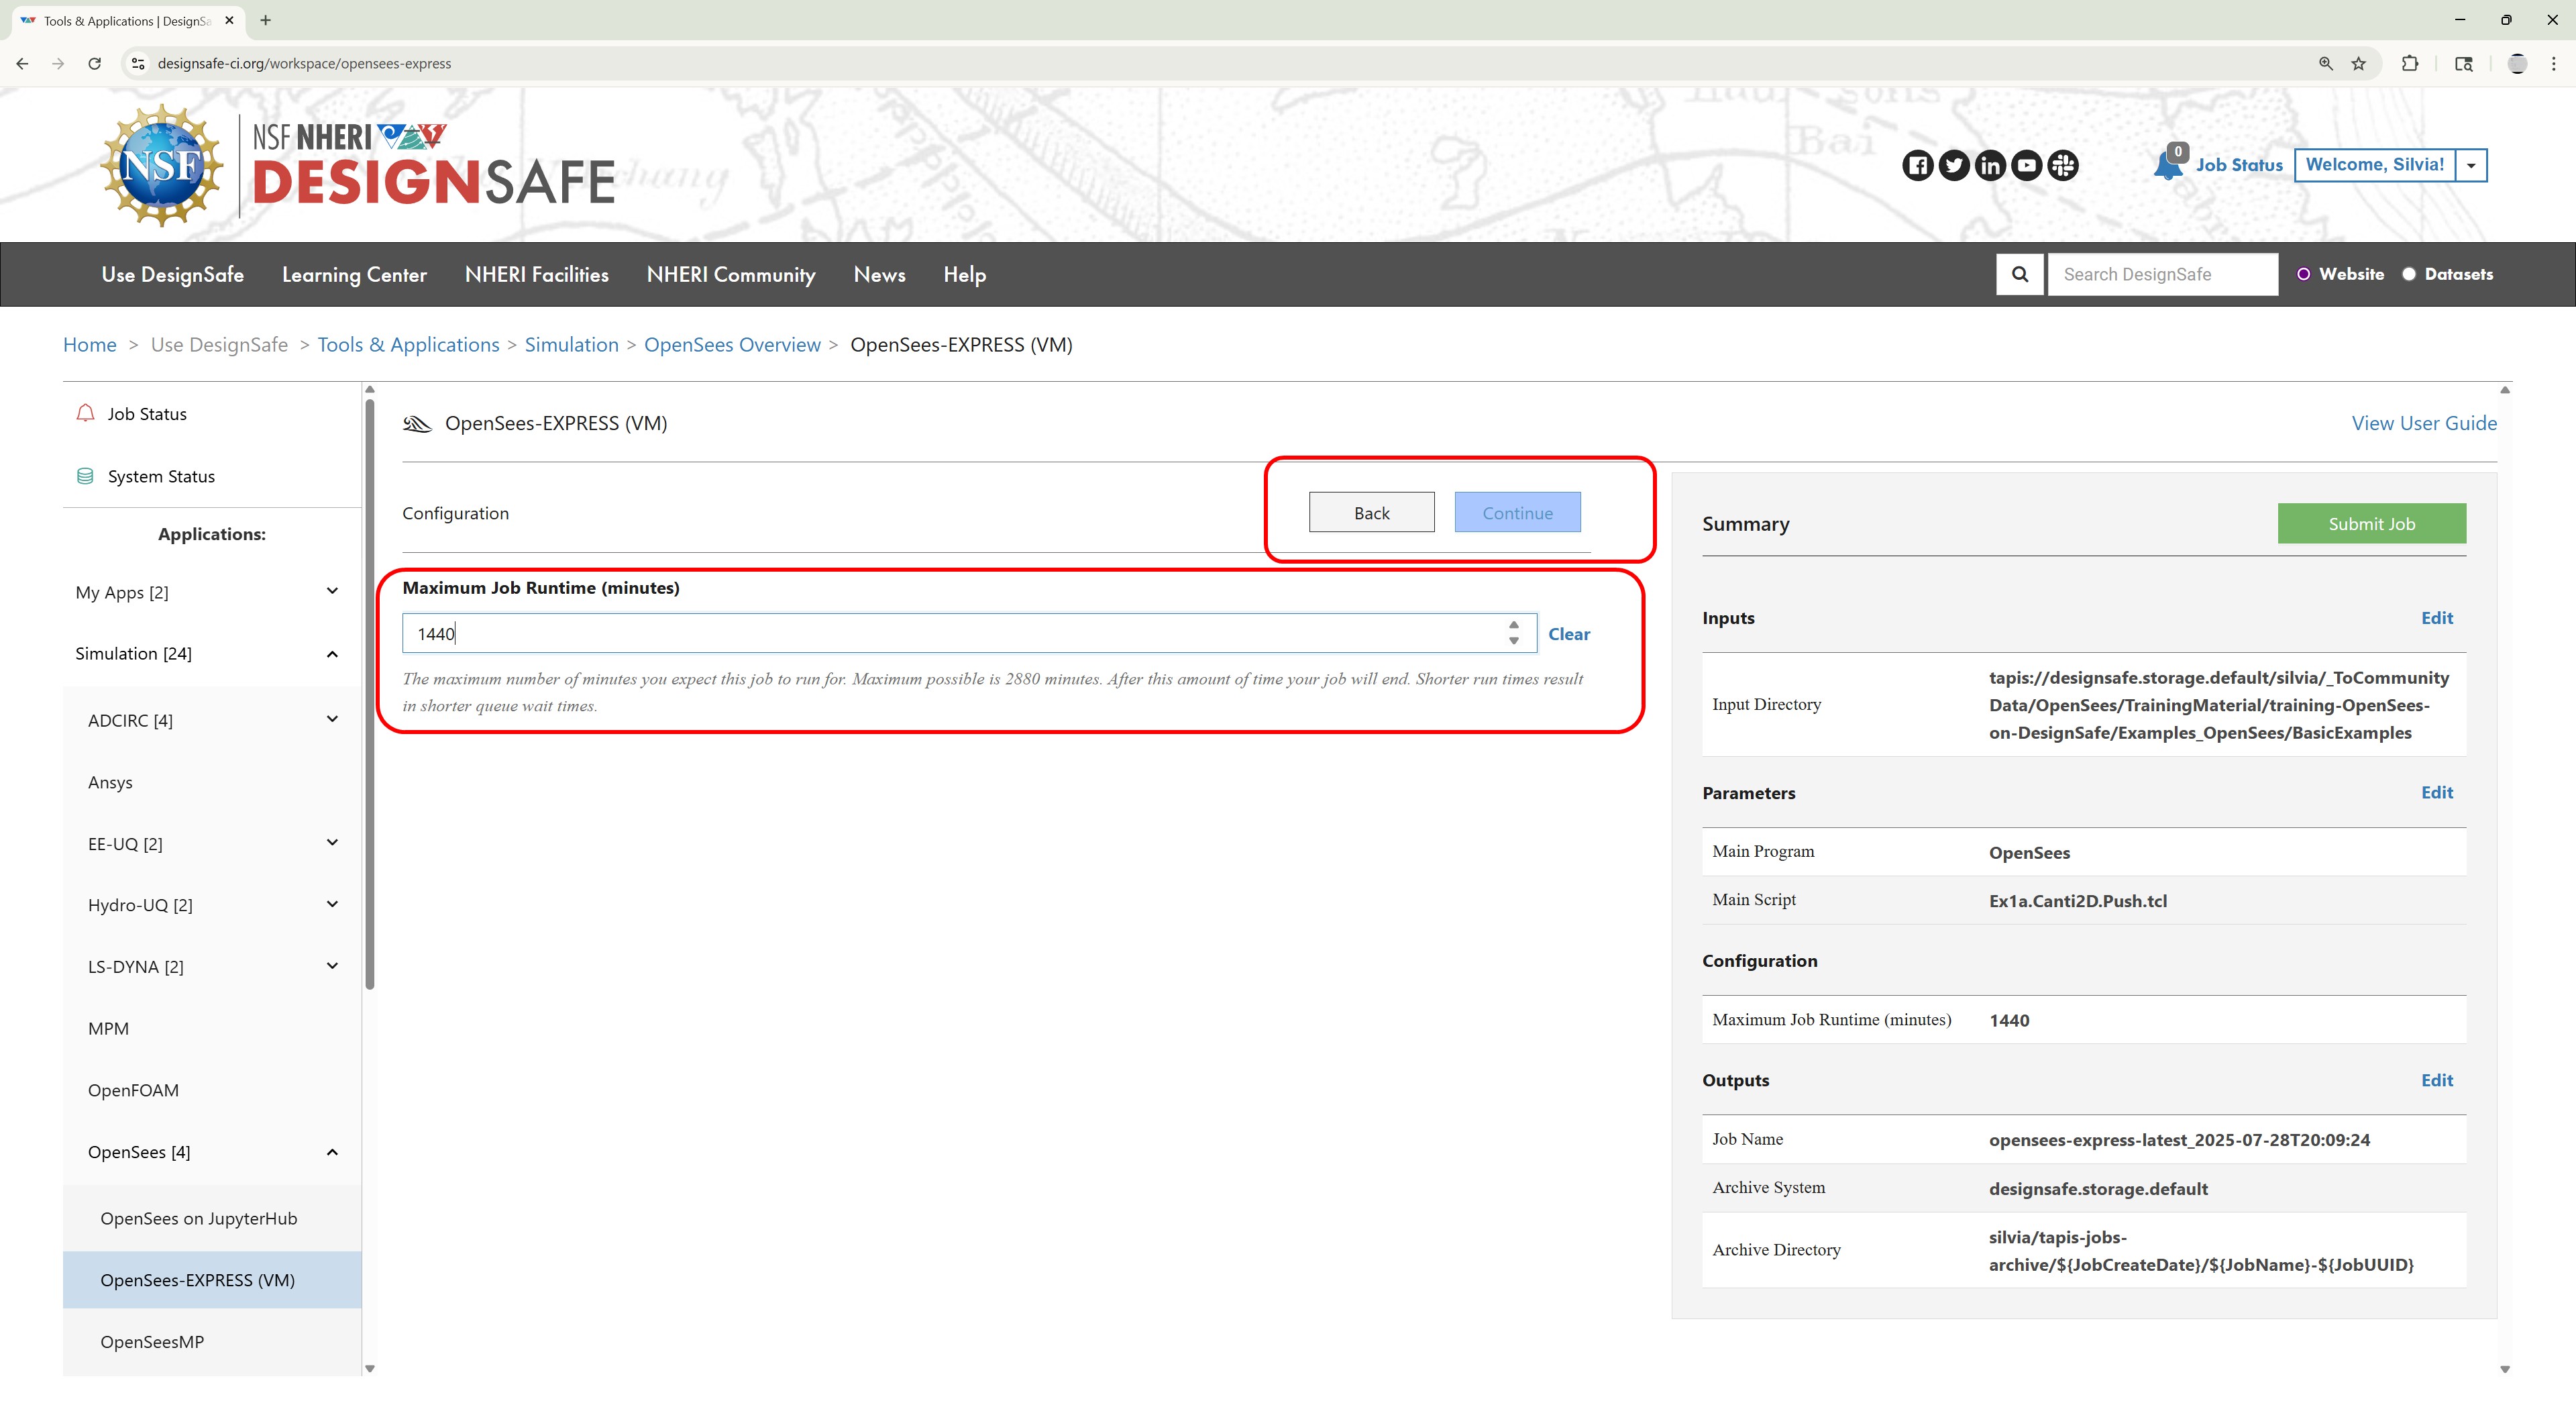 Tools & Applications | DesignSa
designsafe-ci.org/workspace/opensees-express
NSF
NSF NHERI
DESIGNSAFE
0
Job Status
Welcome, Silvia!
Use DesignSafe
Learning Center
NHERI Facilities
NHERI Community
News
Help
Search DesignSafe
Website
Datasets
Home > Use DesignSafe > Tools & Applications > Simulation > OpenSees Overview > OpenSees-EXPRESS (VM)
Job Status
System Status
Applications:
My Apps [2]
Simulation [24]
ADCIRC [4]
Ansys
EE-UQ [2]
Hydro-UQ [2]
LS-DYNA [2]
MPM
OpenFOAM
OpenSees [4]
OpenSees on JupyterHub
OpenSees-EXPRESS (VM)
OpenSeesMP
OpenSees-EXPRESS (VM)
View User Guide
Configuration
Back
Continue
Maximum Job Runtime (minutes)
1440
Clear
The maximum number of minutes you expect this job to run for. Maximum possible is 2880 minutes. After this amount of time your job will end. Shorter run times result
in shorter queue wait times.
Summary
Submit Job
Inputs
Edit
Input Directory
tapis://designsafe.storage.default/silvia/_ToCommunity
Data/OpenSees/TrainingMaterial/training-OpenSees-
on-DesignSafe/Examples_OpenSees/BasicExamples
Parameters
Edit
Main Program
OpenSees
Main Script
Ex1a.Canti2D.Push.tcl
Configuration
Maximum Job Runtime (minutes)
1440
Outputs
Edit
Job Name
opensees-express-latest_2025-07-28T20:09:24
Archive System
designsafe.storage.default
Archive Directory
silvia/tapis-jobs-
archive/${JobCreateDate}/${JobName}-${JobUUID}